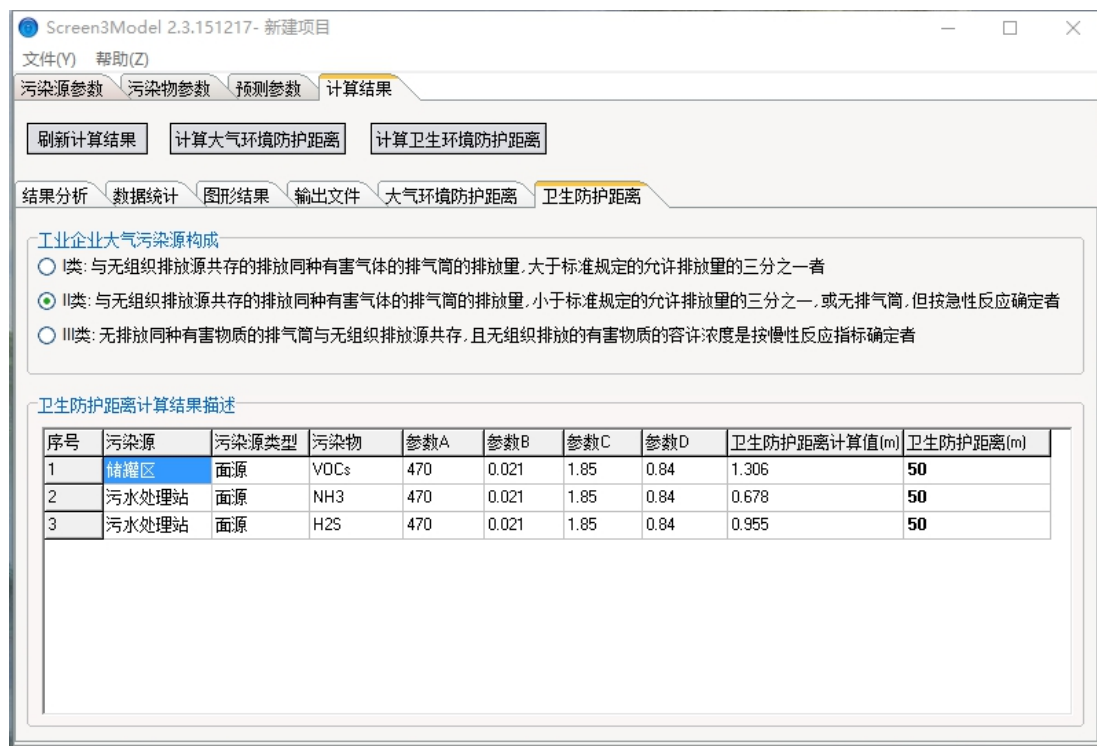 Screen3Model 2.3.151217- 新建项目
文件(Y) 帮助(Z)
污染源参数 污染物参数 预测参数 计算结果
刷新计算结果 计算大气环境防护距离 计算卫生环境防护距离
结果分析 数据统计 图形结果 输出文件 大气环境防护距离 卫生防护距离
工业企业大气污染源构成
I类: 与无组织排放源共存的排放同种有害气体的排气筒的排放量,大于标准规定的允许排放量的三分之一者
II类: 与无组织排放源共存的排放同种有害气体的排气筒的排放量,小于标准规定的允许排放量的三分之一,或无排气筒,但按急性反应确定者
III类: 无排放同种有害物质的排气筒与无组织排放源共存,且无组织排放的有害物质的容许浓度是按慢性反应指标确定者
卫生防护距离计算结果描述
序号 污染源 污染源类型 污染物 参数A 参数B 参数C 参数D 卫生防护距离计算值(m) 卫生防护距离(m)
1 储罐区 面源 VOCs 470 0.021 1.85 0.84 1.306 50
2 污水处理站 面源 NH3 470 0.021 1.85 0.84 0.678 50
3 污水处理站 面源 H2S 470 0.021 1.85 0.84 0.955 50